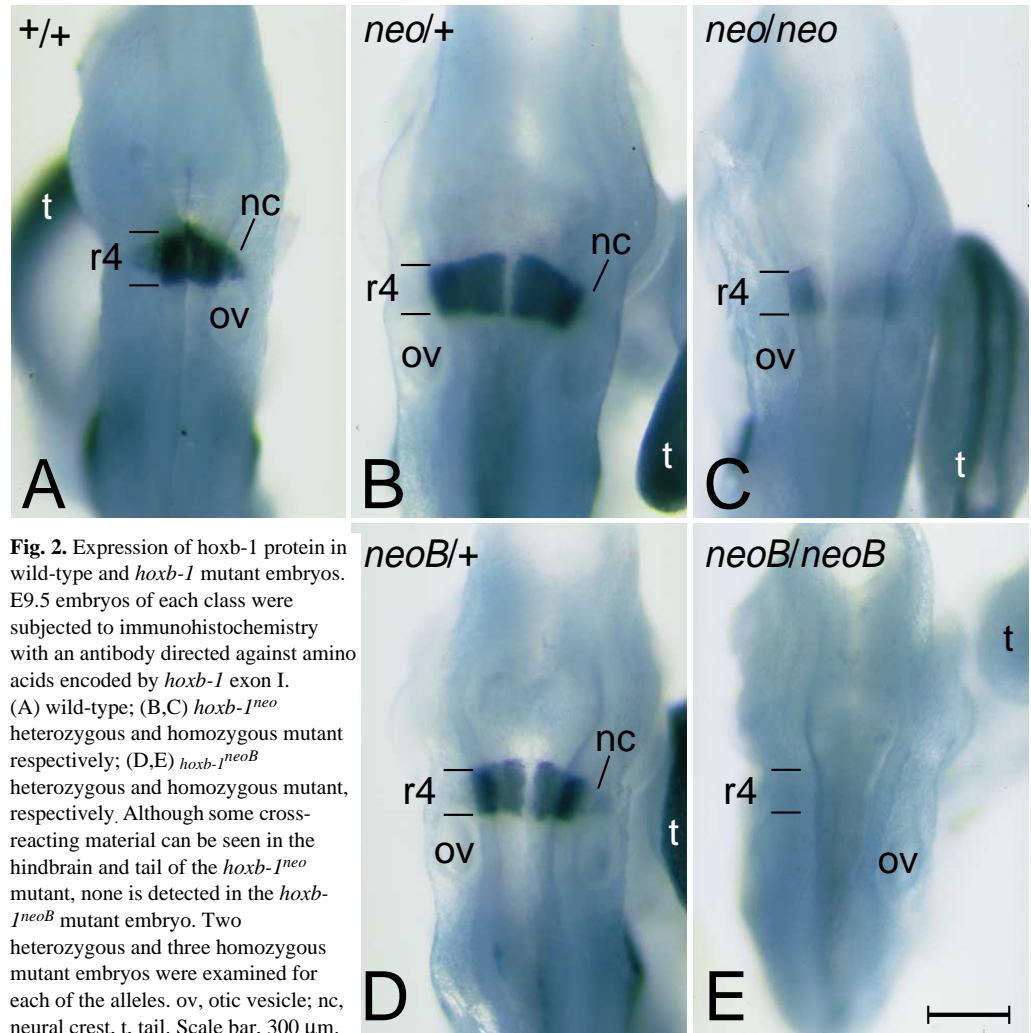 +/+
neo/+
neo/neo
t
r4
nc
ov
A
r4
nc
ov
t
B
r4
ov
t
C
Fig. 2. Expression of hoxb-1 protein in
wild-type and hoxb-1 mutant embryos.
E9.5 embryos of each class were
subjected to immunohistochemistry
with an antibody directed against amino
acids encoded by hoxb-1 exon I.
(A) wild-type; (B,C) hoxb-1neo
heterozygous and homozygous mutant
respectively; (D,E) hoxb-1neoB
heterozygous and homozygous mutant,
respectively. Although some cross-
reacting material can be seen in the
hindbrain and tail of the hoxb-1neo
mutant, none is detected in the hoxb-
1neoB mutant embryo. Two
heterozygous and three homozygous
mutant embryos were examined for
each of the alleles. ov, otic vesicle; nc,
neural crest. t, tail. Scale bar, 300 µm.
neoB/+
neoB/neoB
r4
nc
ov
t
D
t
r4
ov
E